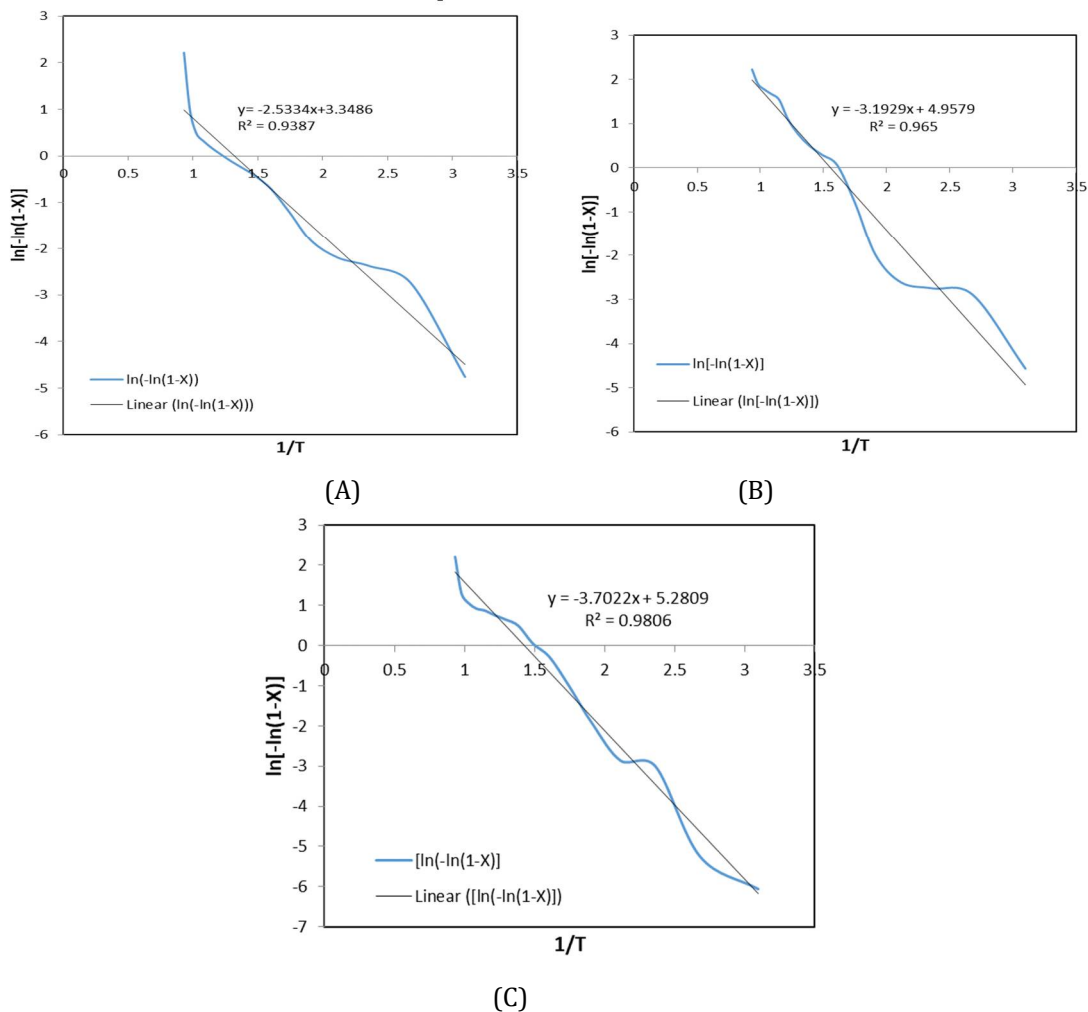 3
2
1
0
-1
-2
-3
-4
-5
-6
0
0.5
1
1.5
2
2.5
3
3.5
y= -2.5334x+3.3486
R² = 0.9387
ln[-ln(1-X)]
ln(-ln(1-X))
Linear (ln(-ln(1-X)))
1/T
(A)
3
2
1
0
-1
-2
-3
-4
-5
-6
0
0.5
1
1.5
2
2.5
3
3.5
y = -3.1929x + 4.9579
R² = 0.965
ln[-ln(1-X)]
ln[-ln(1-X)]
Linear (ln[-ln(1-X)])
1/T
(B)
3
2
1
0
-1
-2
-3
-4
-5
-6
-7
0
0.5
1
1.5
2
2.5
3
3.5
y = -3.7022x + 5.2809
R² = 0.9806
ln[-ln(1-X)]
[ln(-ln(1-X)]
Linear ([ln(-ln(1-X)])
1/T
(C)